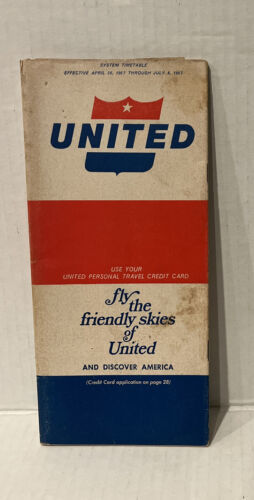 SYSTEM TIMETABLE
EFFECTIVE APRIL 30, 1967 THROUGH JULY 5, 1967
UNITED
USE YOUR
UNITED PERSONAL TRAVEL CREDIT CARD
fly
the
friendly skies
of
United
AND DISCOVER AMERICA
(Credit Card application on page 28)